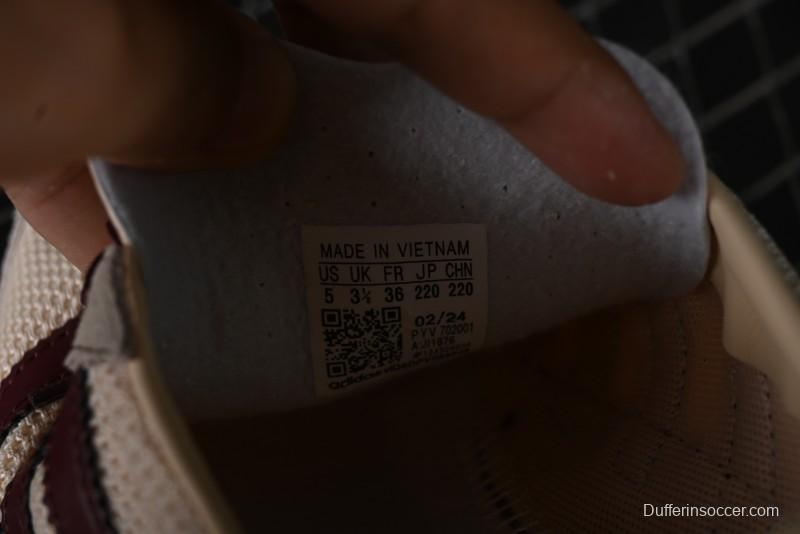 MADE IN VIETNAM
US UK FR JP CHN
5 3½ 36 220 220
02/24
PYV 702001
adidas
Dufferinsoccer.com